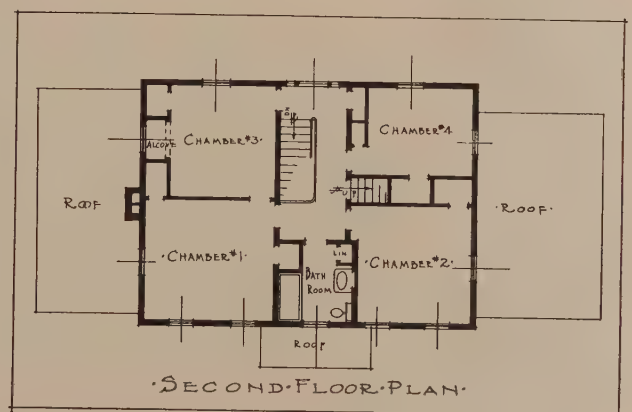 DN
CHAMBER #3.
CHAMBER #4
ALCOVE
UP
ROOF
·ROOF·
·CHAMBER #1·
LIN
·CHAMBER #2·
BATH
ROOM
ROOF
·SECOND·FLOOR·PLAN·